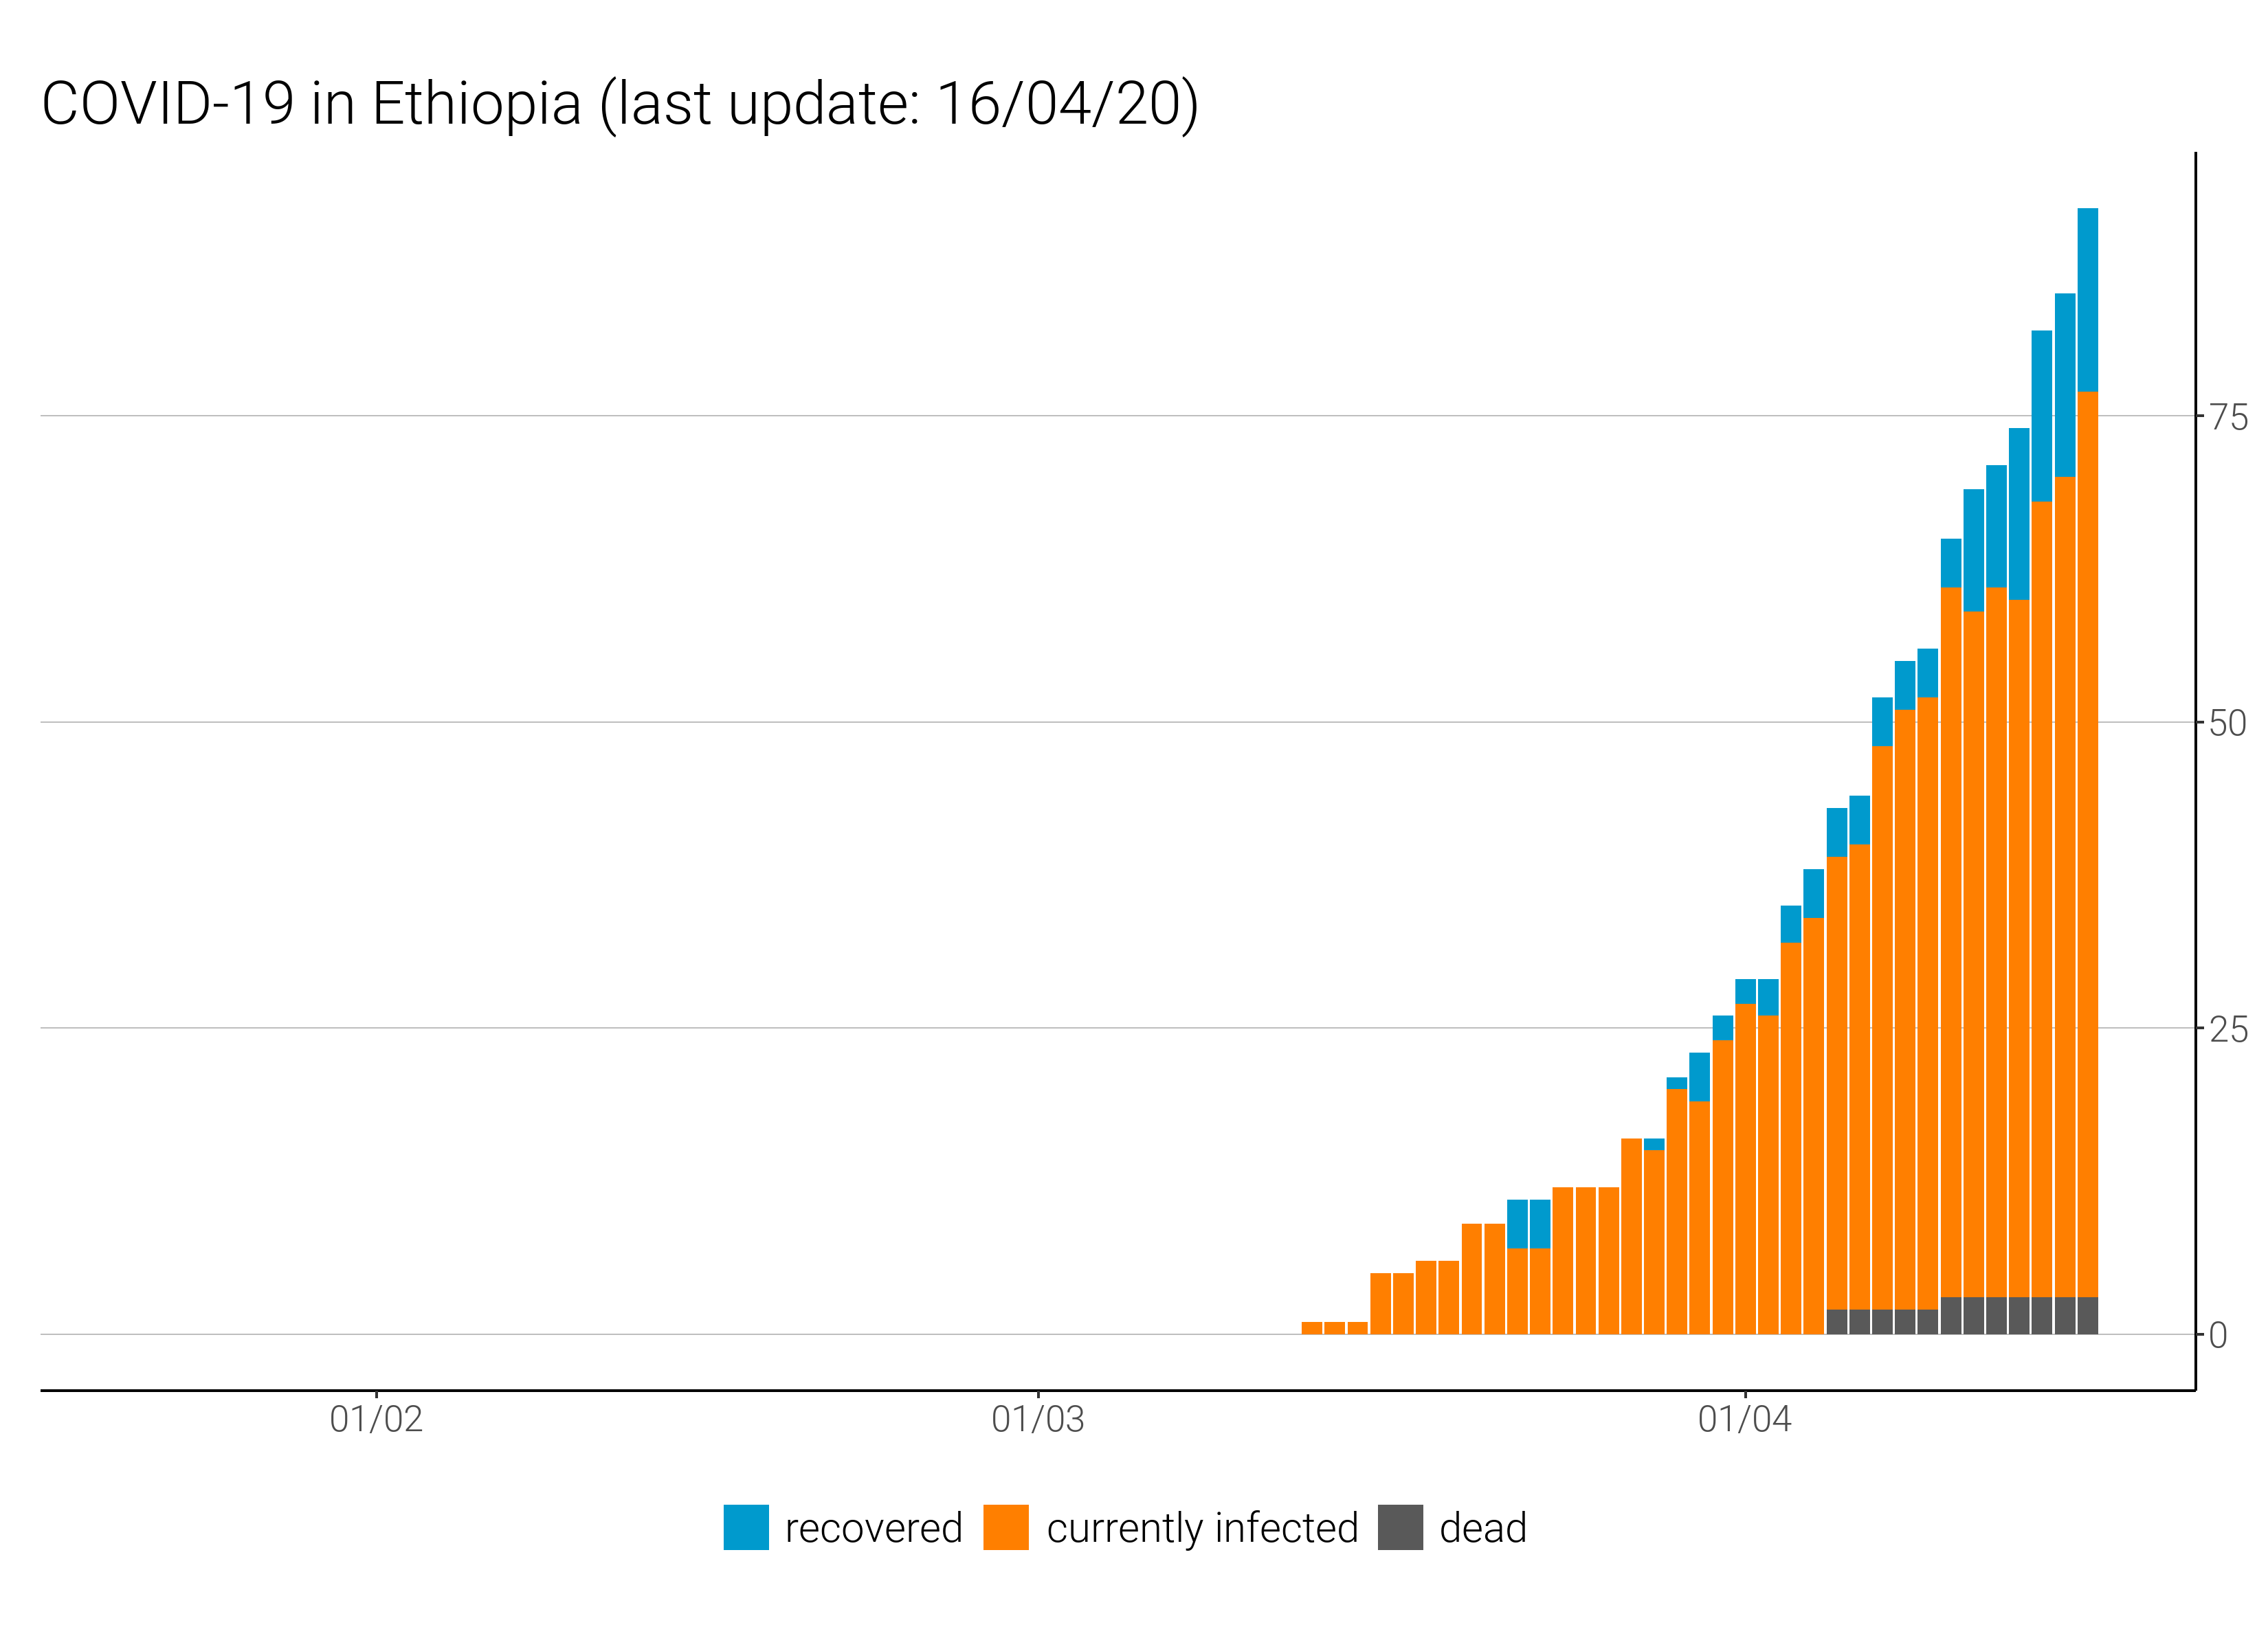 COVID-19 in Ethiopia (last update: 16/04/20)
75
50
25
0
01/02 01/03 01/04
recovered currently infected dead